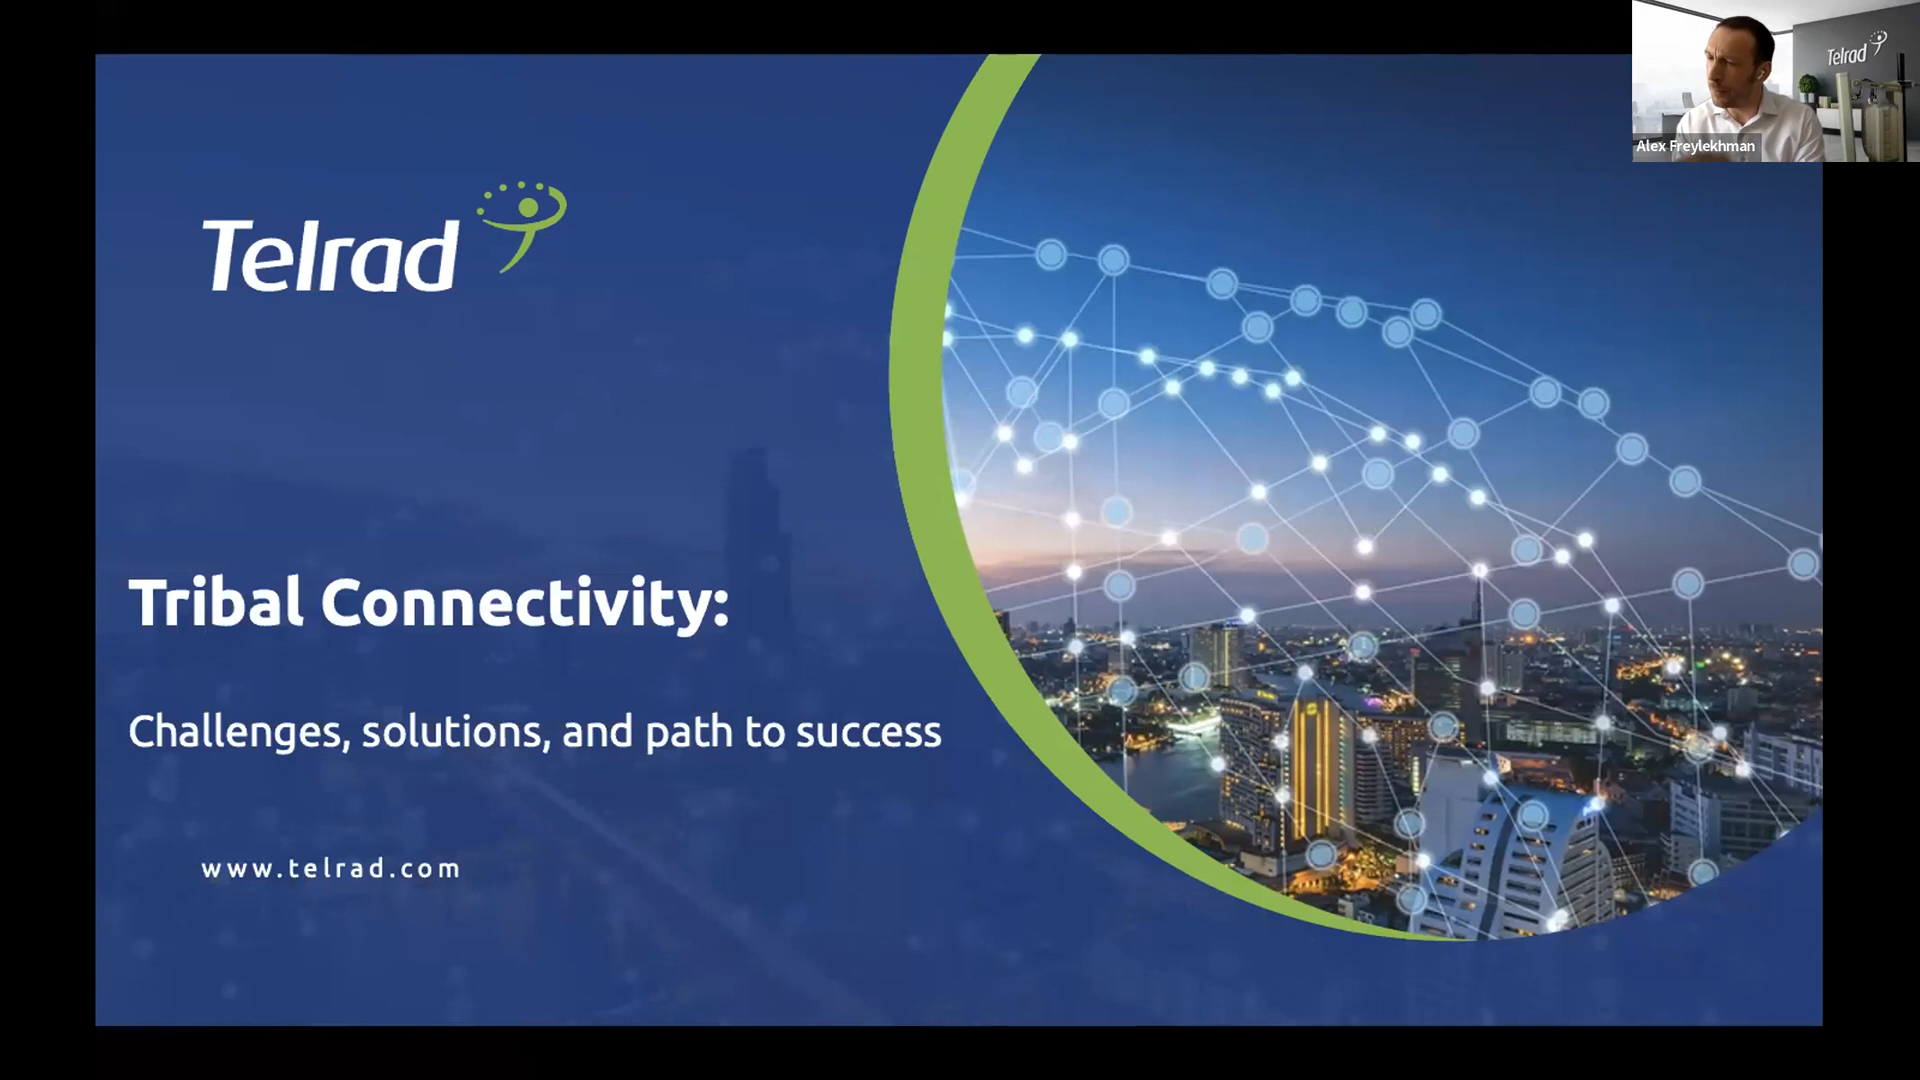 Telrad
Alex Freylekhman
Telrad
Tribal Connectivity:
Challenges, solutions, and path to success
www.telrad.com